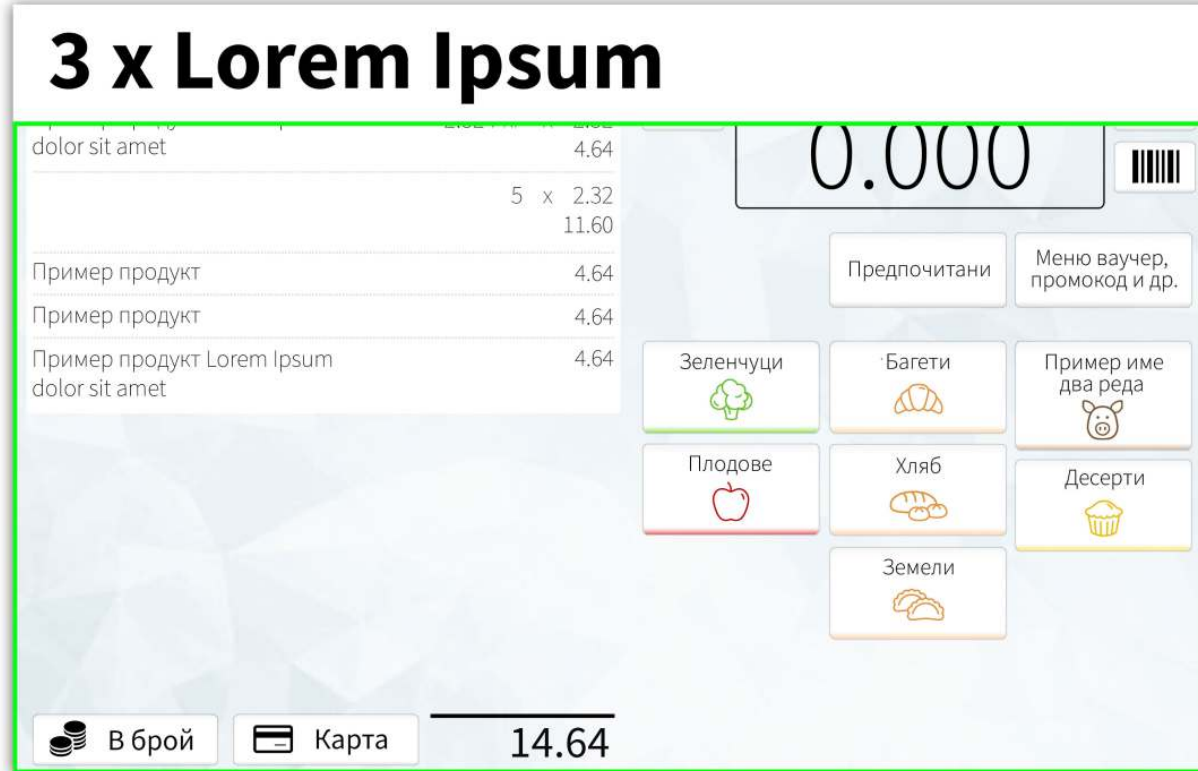 3 x Lorem Ipsum
dolor sit amet
4.64
5 x 2.32
11.60
Пример продукт 4.64
Пример продукт 4.64
Пример продукт Lorem Ipsum 4.64
dolor sit amet
В брой
Карта
14.64
0.000
Предпочитани
Меню ваучер,
промокод и др.
Зеленчуци
Багети
Пример име
два реда
Плодове
Хляб
Десерти
Земели